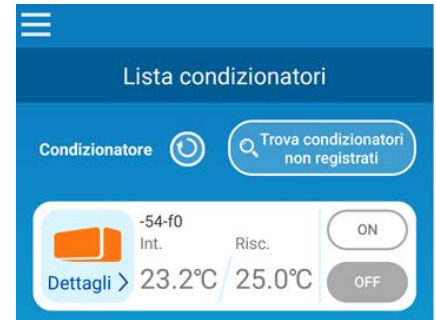 Lista condizionatori
Condizionatore
Trova condizionatori
non registrati
-54-f0
Int. Risc.
ON
Dettagli > 23.2°C 25.0°C
OFF